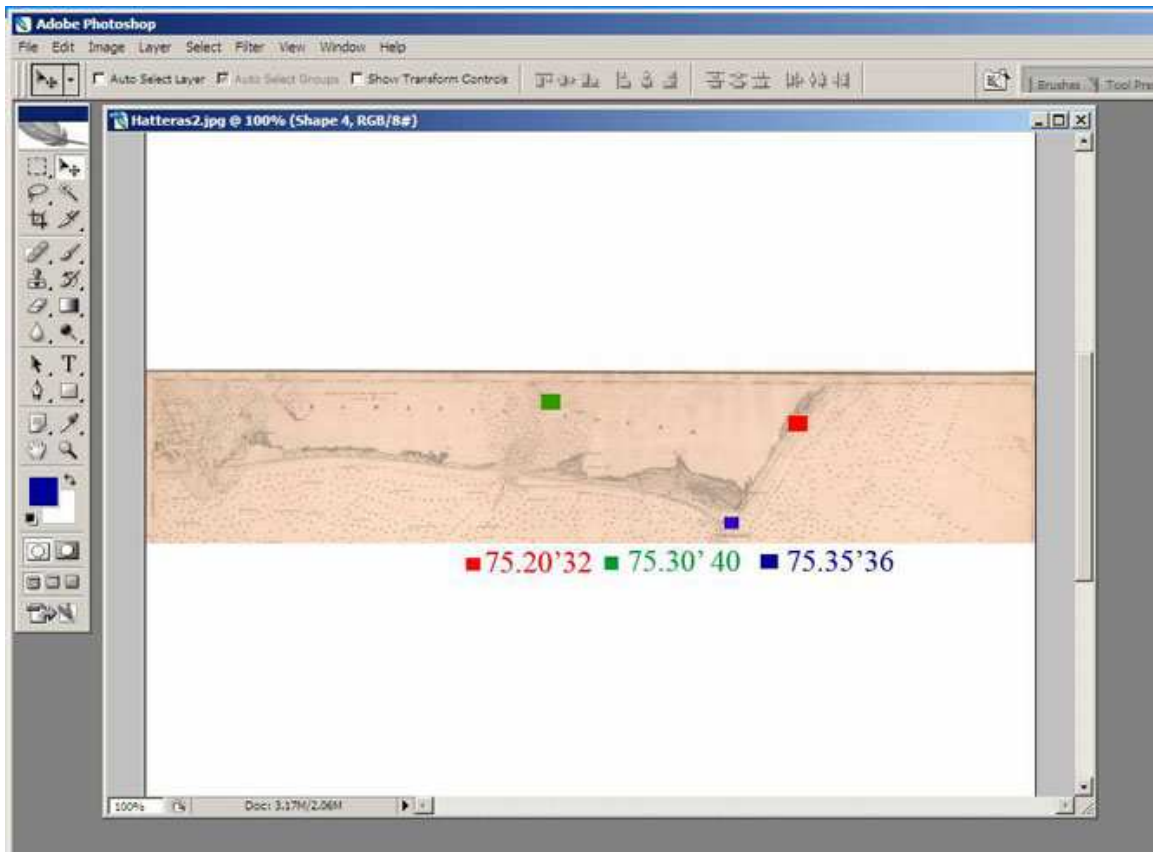 Adobe Photoshop
File Edit Image Layer Select Filter View Window Help
Auto Select Layer Auto Select Groups Show Transform Controls Brushes Tool Pre
Hatteras2.jpg @ 100% (Shape 4, RGB/8#)
T
75.20'32 75.30' 40 75.35'36
100% Doc: 3.17M/2.06M